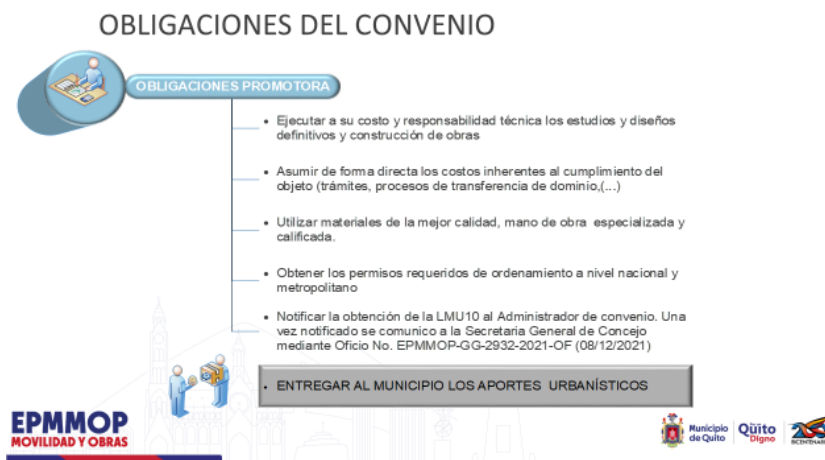 OBLIGACIONES DEL CONVENIO
OBLIGACIONES PROMOTORA
• Ejecutar a su costo y responsabilidad técnica los estudios y diseños
definitivos y construcción de obras
• Asumir de forma directa los costos inherentes al cumplimiento del
objeto (trámites, procesos de transferencia de dominio,(...)
• Utilizar materiales de la mejor calidad, mano de obra especializada y
calificada.
• Obtener los permisos requeridos de ordenamiento a nivel nacional y
metropolitano
• Notificar la obtención de la LMU10 al Administrador de convenio. Una
vez notificado se comunico a la Secretaria General de Concejo
mediante Oficio No. EPMMOP-GG-2932-2021-OF (08/12/2021)
• ENTREGAR AL MUNICIPIO LOS APORTES URBANÍSTICOS
EPMMOP
MOVILIDAD Y OBRAS
Municipio
de Quito
Quito
Digno